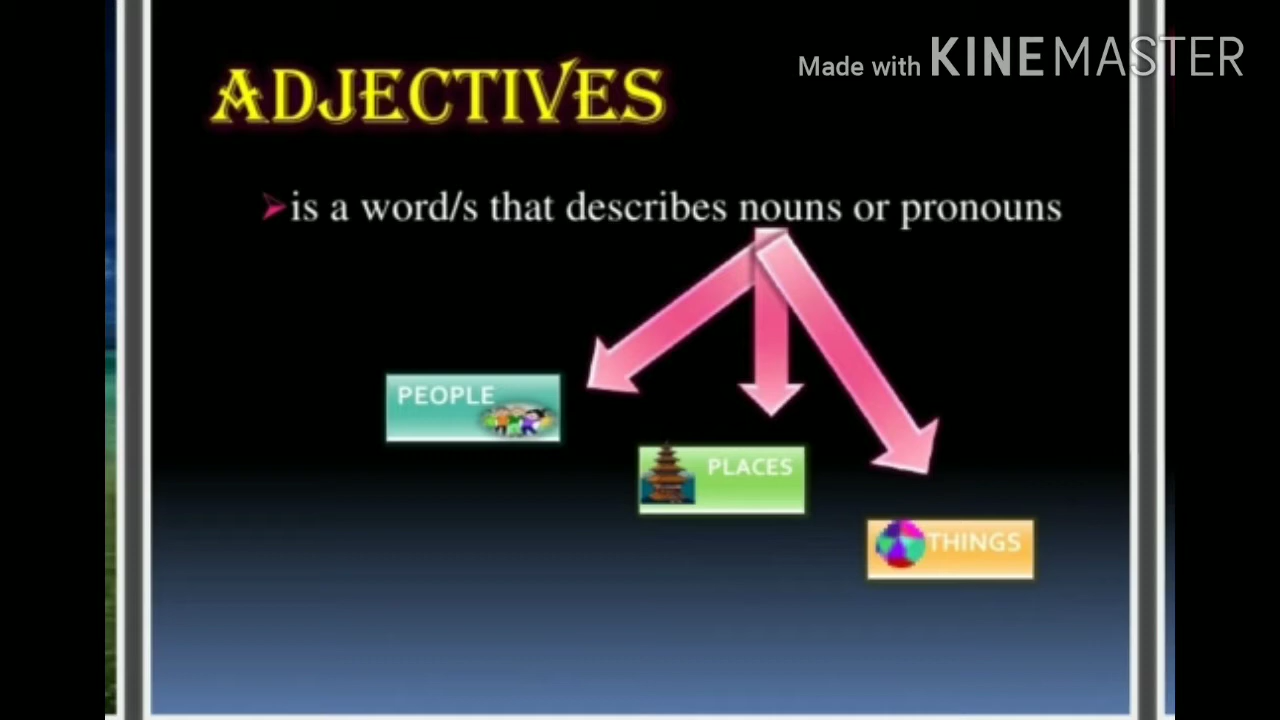 Made with KINEMASTER
ADJECTIVES
is a word/s that describes nouns or pronouns
PEOPLE
PLACES
THINGS